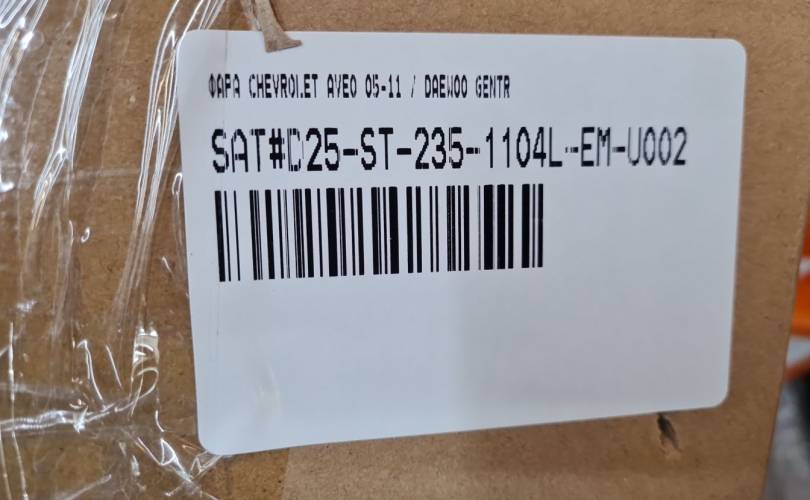 ФАРА CHEVROLET AVEO 05-11 / DAEWOO GENTR
SAT#D25-ST-235-1104L-EM-U002